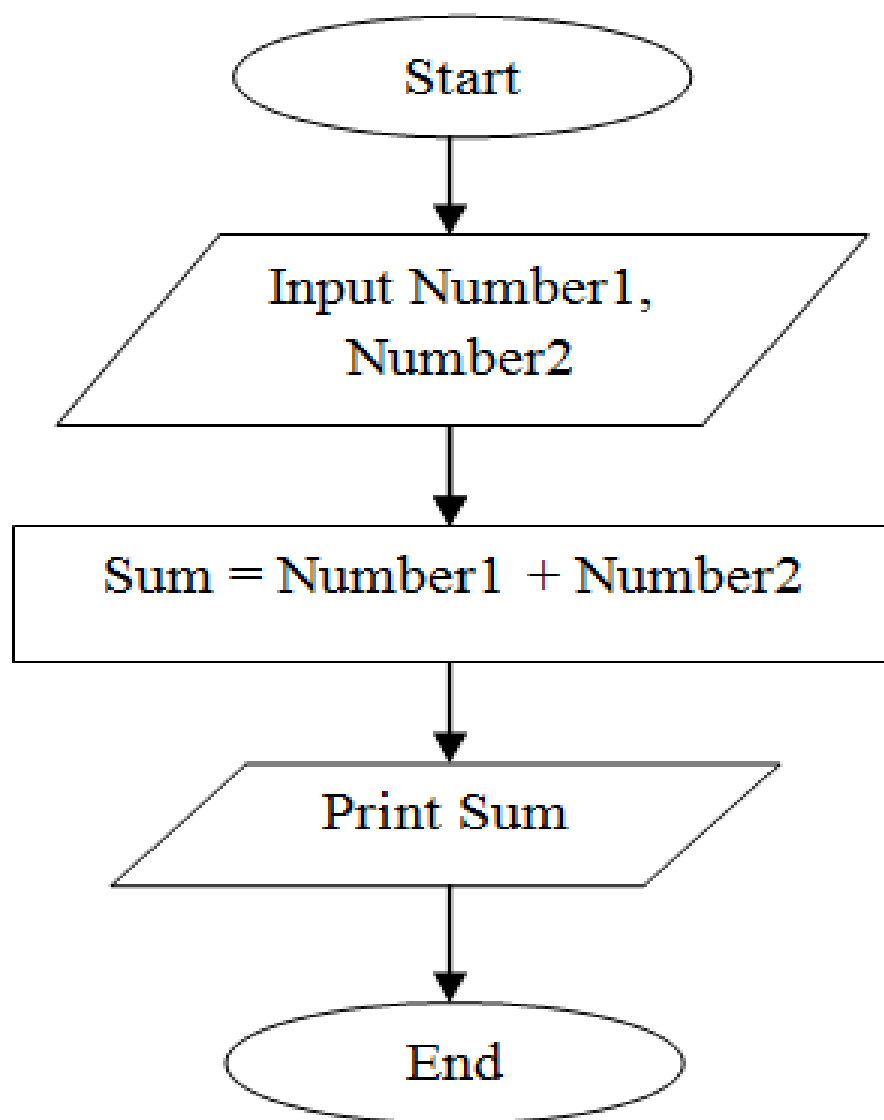 Start
Input Number1,
Number2
Sum = Number1 + Number2
Print Sum
End